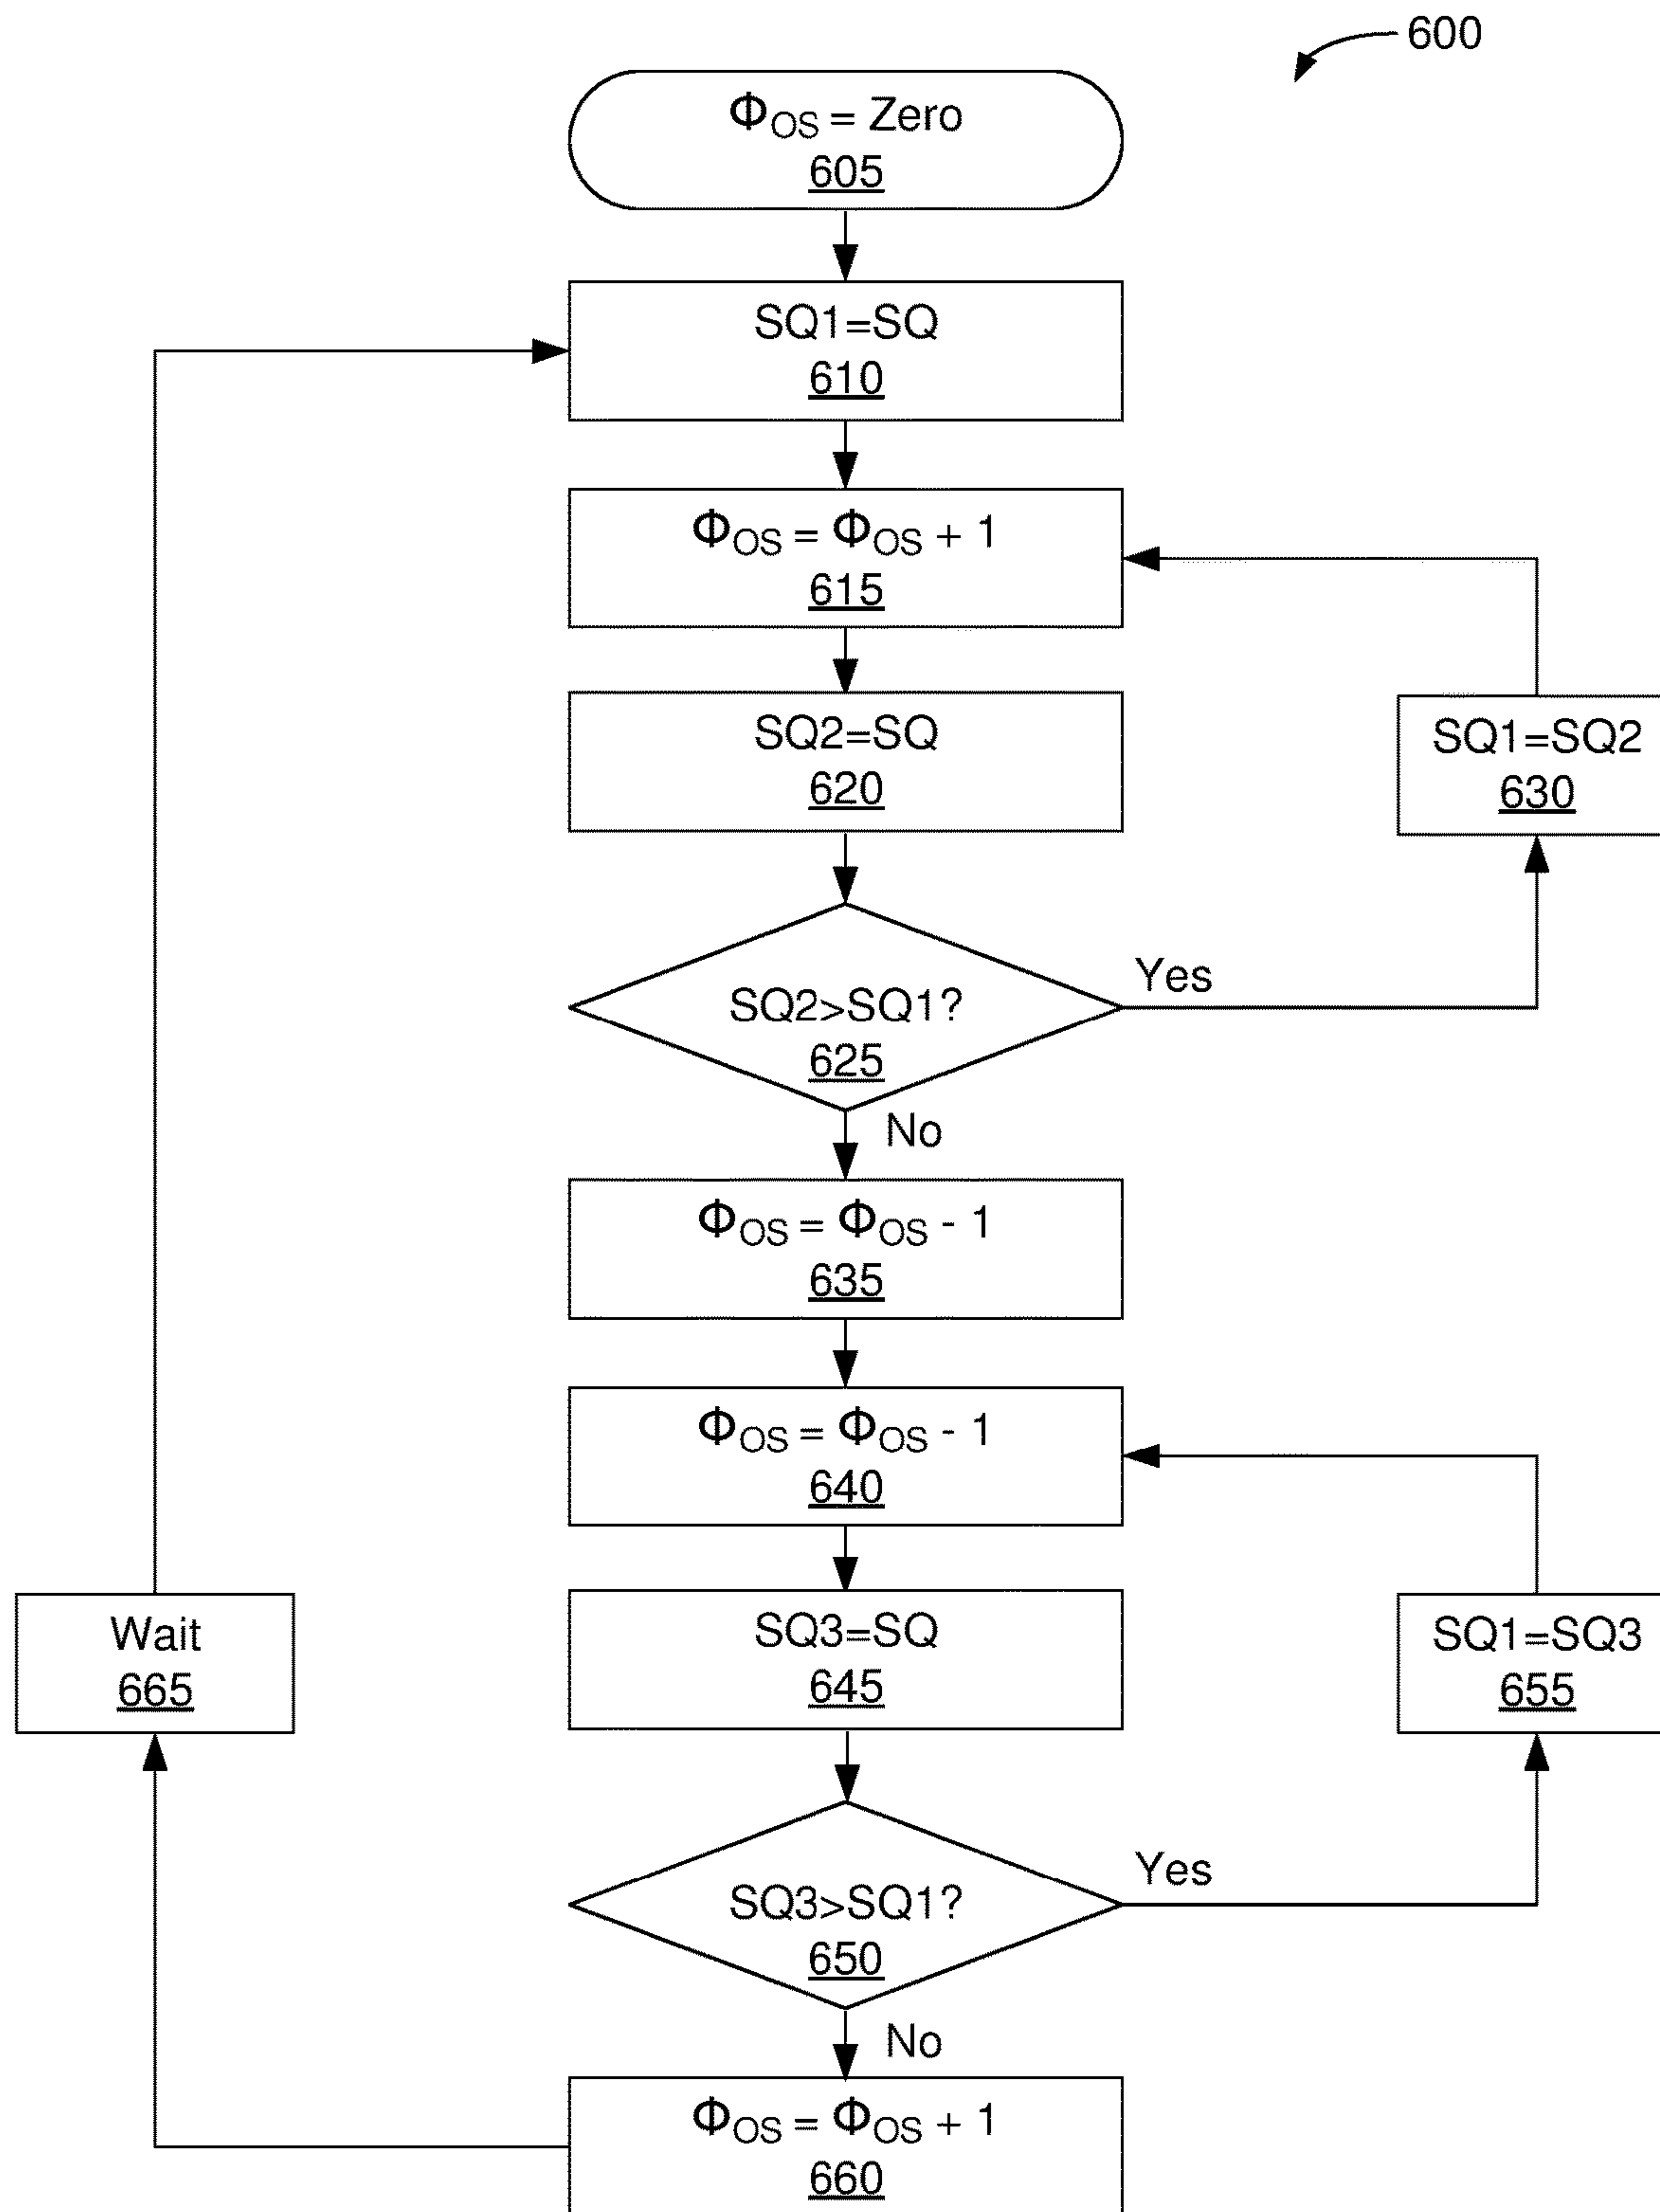 600
ΦOS = Zero
605
SQ1=SQ
610
ΦOS = ΦOS + 1
615
SQ2=SQ
620
SQ1=SQ2
630
SQ2>SQ1?
625
Yes
No
ΦOS = ΦOS - 1
635
ΦOS = ΦOS - 1
640
SQ3=SQ
645
Wait
665
SQ1=SQ3
655
SQ3>SQ1?
650
Yes
No
ΦOS = ΦOS + 1
660